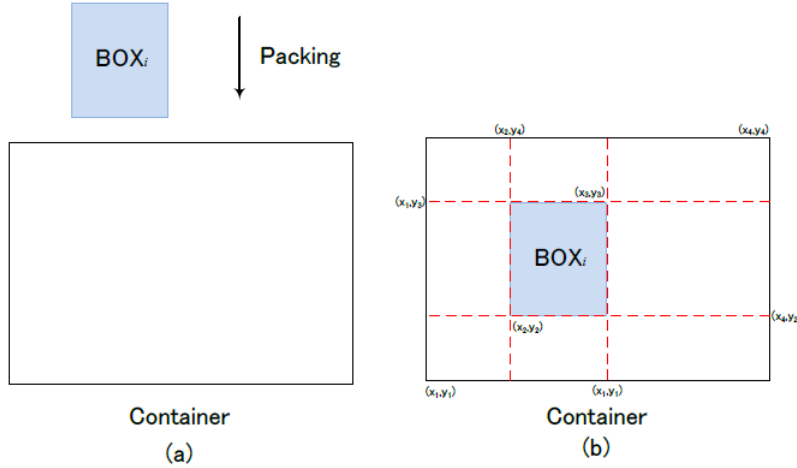 BOXi
Packing
Container
(a)
(x2,y4)
(x4,y4)
(x1,y3)
(x3,y3)
BOXi
(x2,y2)
(x4,y2
(x1,y1)
(x1,y1)
Container
(b)